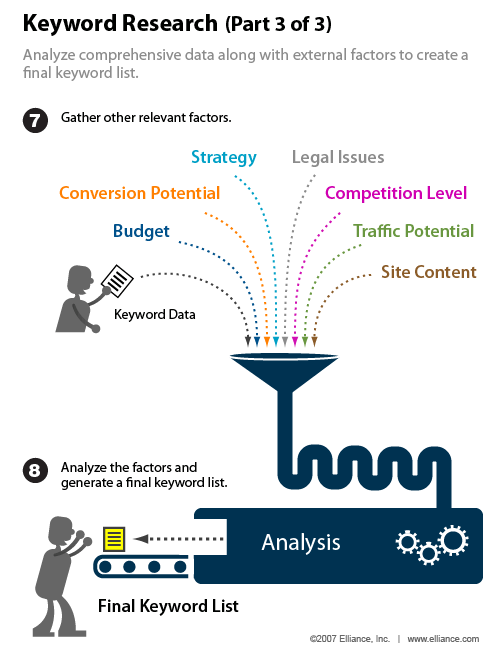 Keyword Research (Part 3 of 3)
Analyze comprehensive data along with external factors to create a
final keyword list.
7 Gather other relevant factors.
Strategy
Legal Issues
Conversion Potential
Competition Level
Budget
Traffic Potential
Site Content
Keyword Data
8 Analyze the factors and
generate a final keyword list.
Analysis
Final Keyword List
©2007 Elliance, Inc. | www.elliance.com